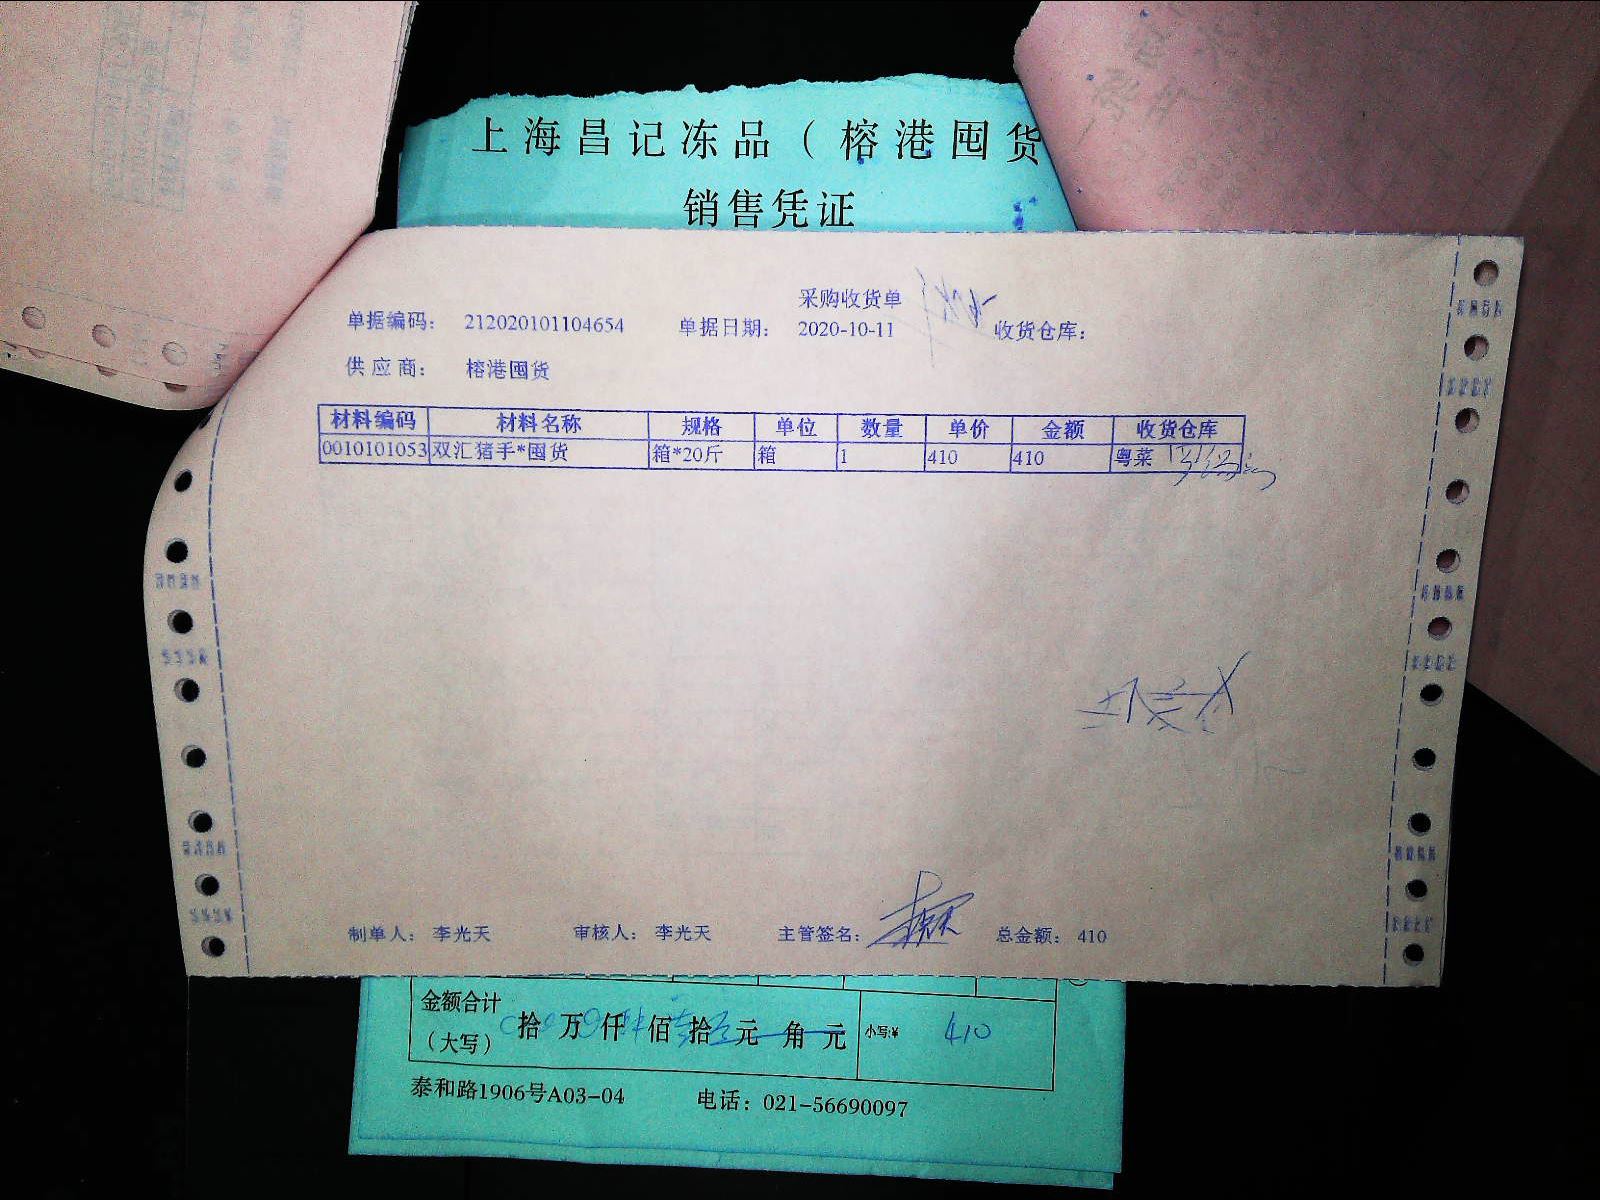 上海昌记冻品（榕港囤货
销售凭证
采购收货单
单据编码： 212020101104654 单据日期： 2020-10-11 收货仓库：
供应商： 榕港囤货
材料编码 材料名称 规格 单位 数量 单价 金额 收货仓库
0010101053 双汇猪手*囤货 箱*20斤 箱 1 410 410 粤菜
制单人： 李光天 审核人： 李光天 主管签名： 总金额： 410
金额合计
（大写） 拾 万 仟 佰 拾 元 角 元 小写:¥ 410
泰和路1906号A03-04 电话：021-56690097